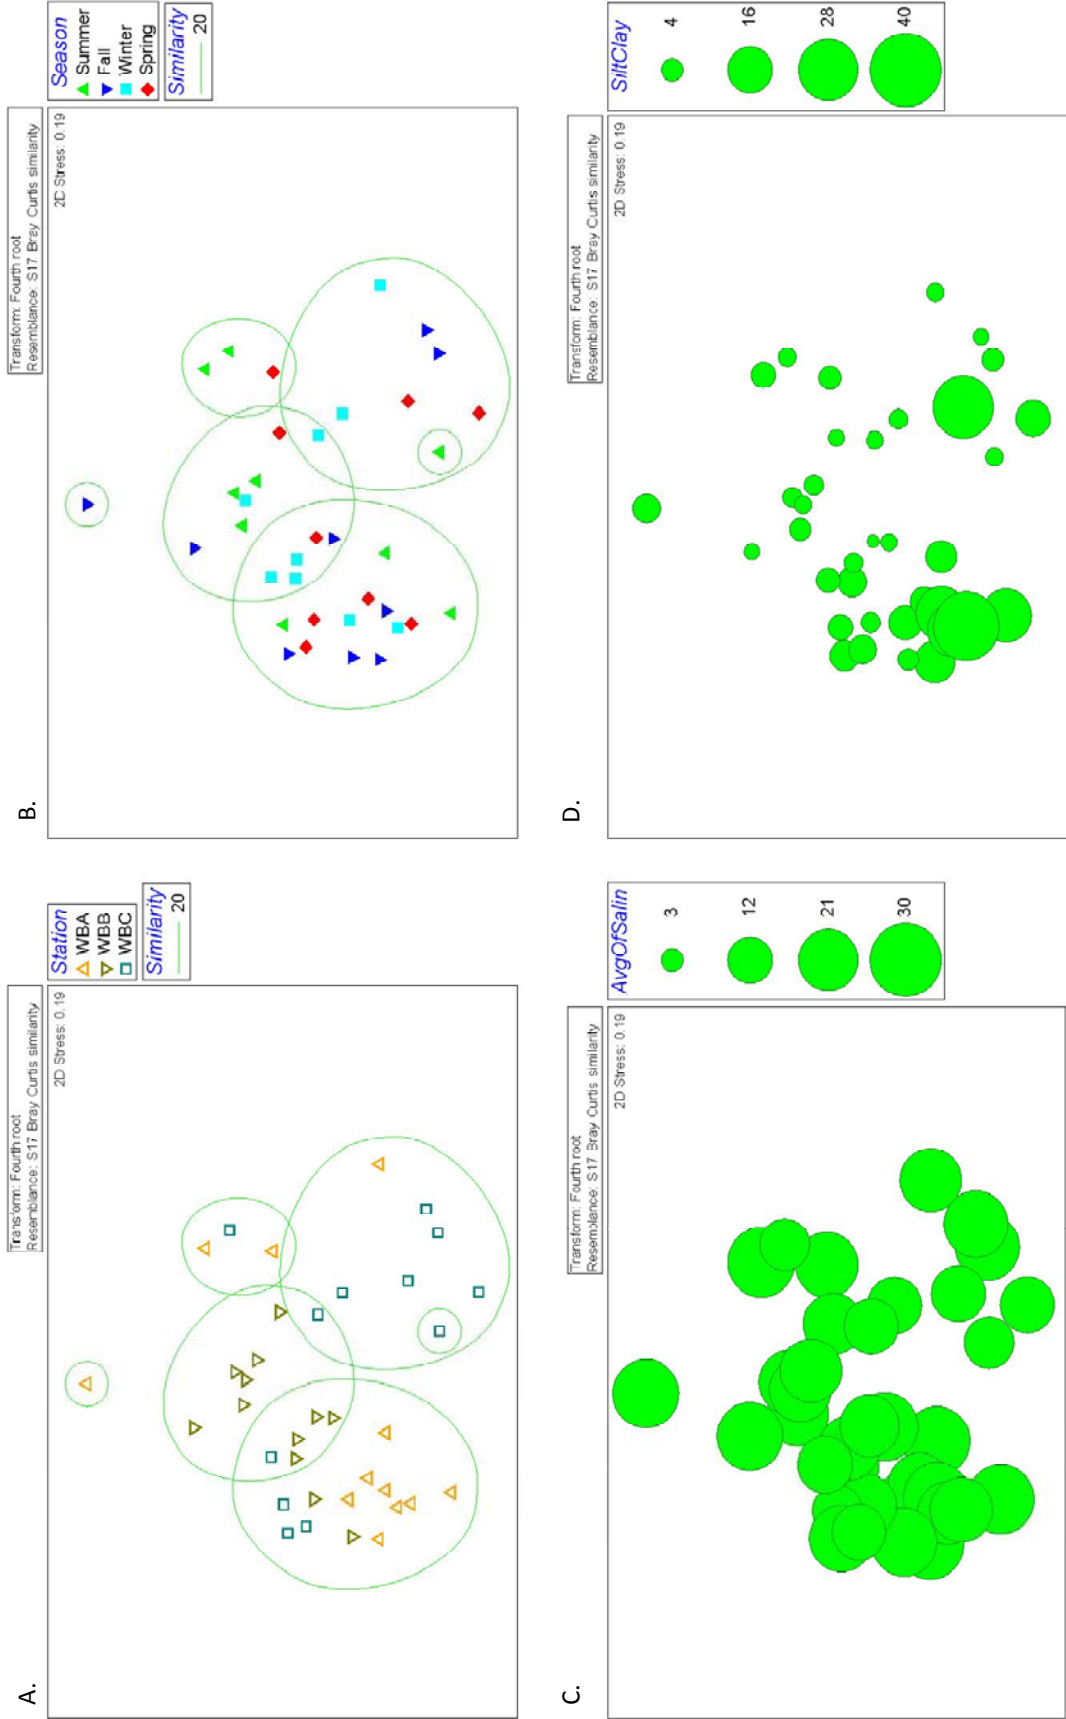 A.
Transform: Fourth root
Resemblance: S17 Bray Curtis similarity
2D Stress: 0.19
Station
WBA
WBB
WBC
Similarity
20
B.
Transform: Fourth root
Resemblance: S17 Bray Curtis similarity
2D Stress: 0.19
Season
Summer
Fall
Winter
Spring
Similarity
20
C.
Transform: Fourth root
Resemblance: S17 Bray Curtis similarity
2D Stress: 0.19
AvgOfSalin
3
12
21
30
D.
Transform: Fourth root
Resemblance: S17 Bray Curtis similarity
2D Stress: 0.19
SiltClay
4
16
28
40